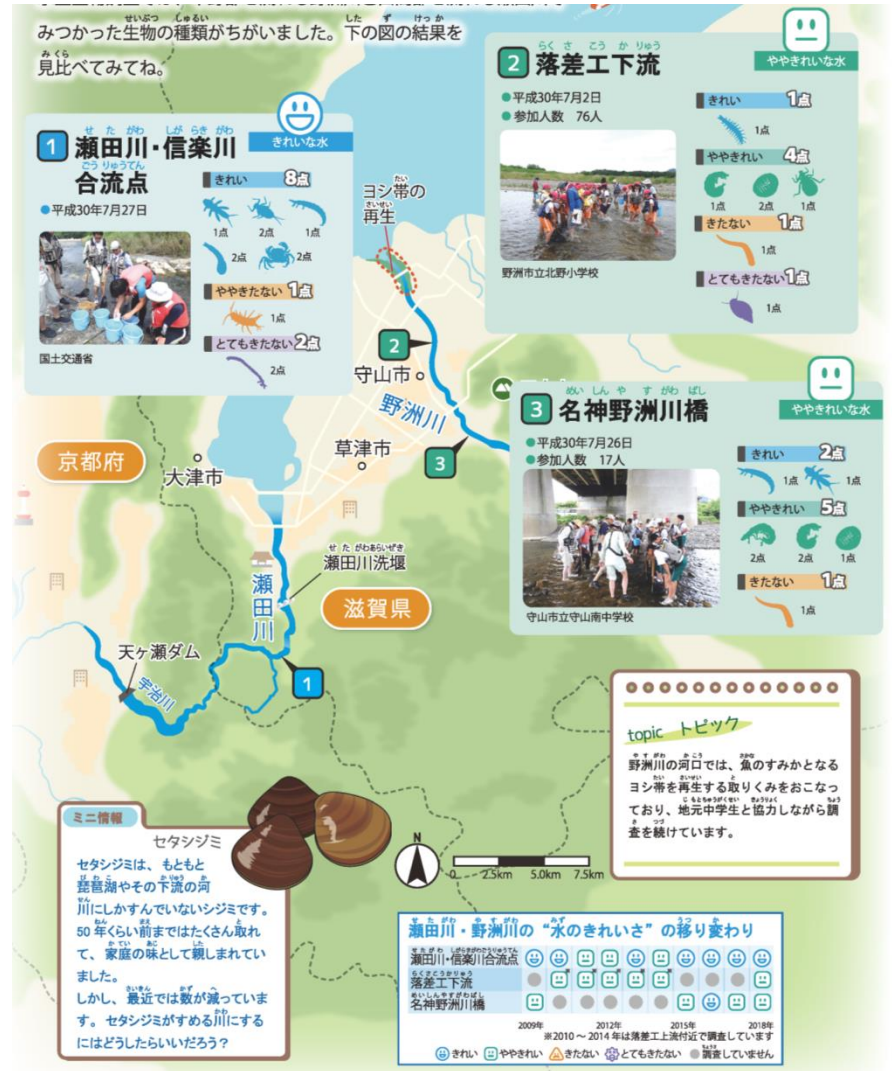 みつかった生物の種類がちがいました。下の図の結果を
見比べてみてね。
1 瀬田川・信楽川
合流点
きれいな水
●平成30年7月27日
きれい 8点
1点 2点 1点
2点 2点
ややきたない 1点
1点
とてもきたない 2点
2点
国土交通省
2 落差工下流
ややきれいな水
●平成30年7月2日
●参加人数 76人
きれい 1点
1点
ややきれい 4点
1点 2点 1点
きたない 1点
1点
とてもきたない 1点
1点
野洲市立北野小学校
3 名神野洲川橋
ややきれいな水
●平成30年7月26日
●参加人数 17人
きれい 2点
1点 1点
ややきれい 5点
2点 2点 1点
きたない 1点
1点
守山市立守山南中学校
ヨシ帯の
再生
2
守山市
野洲川
草津市
3
京都府
大津市
瀬田川洗堰
瀬田川
滋賀県
天ヶ瀬ダム
宇治川
1
topic トピック
野洲川の河口では、魚のすみかとなる
ヨシ帯を再生する取りくみをおこなっ
ており、地元中学生と協力しながら調
査を続けています。
ミニ情報
セタシジミ
セタシジミは、もともと
琵琶湖やその下流の河
川にしかすんでいないシジミです。
50年くらい前まではたくさん取れ
て、家庭の味として親しまれてい
ました。
しかし、最近では数が減っていま
す。セタシジミがすめる川にする
にはどうしたらいいだろう?
N
0 2.5km 5.0km 7.5km
瀬田川・野洲川の“水のきれいさ”の移り変わり
瀬田川・信楽川合流点
落差工下流
名神野洲川橋
2009年 2012年 2015年 2018年
※2010～2014年は落差工上流付近で調査しています
きれい ややきれい きたない とてもきたない 調査していません